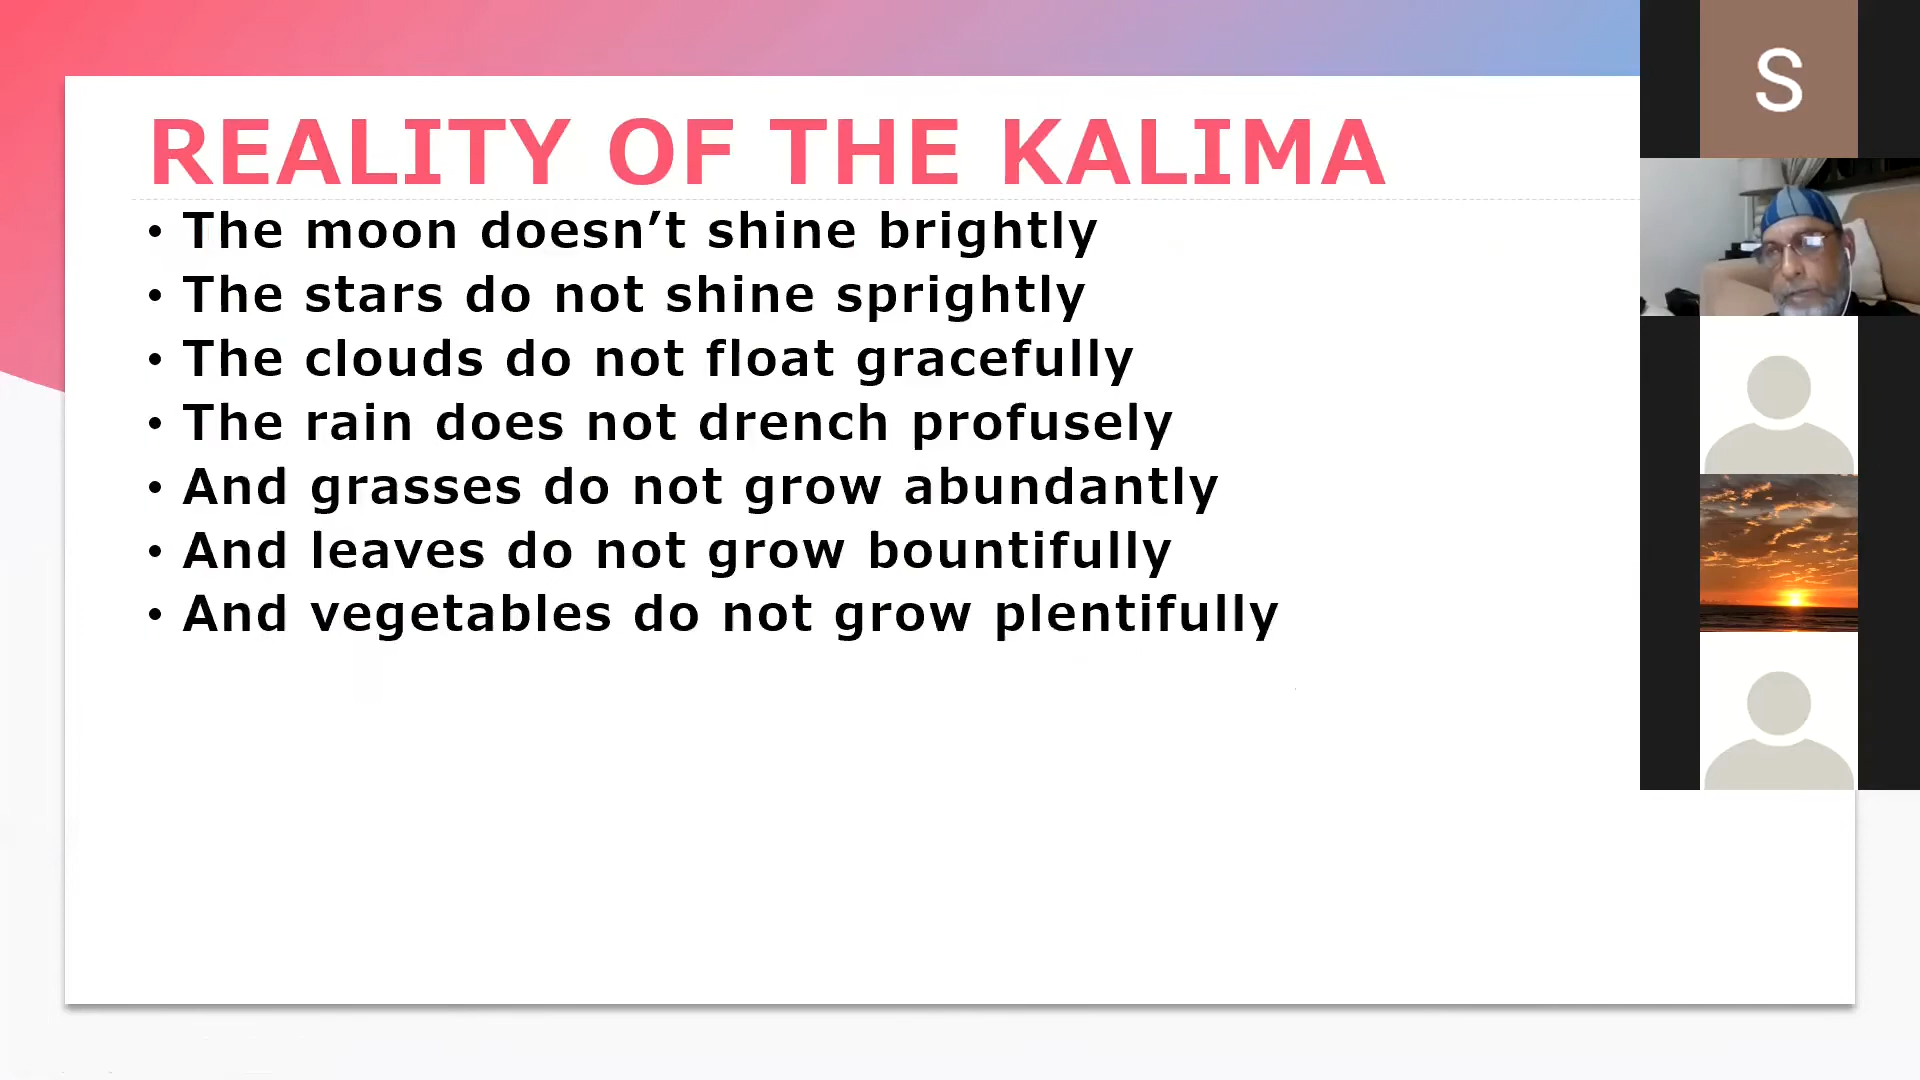 REALITY OF THE KALIMA
• The moon doesn’t shine brightly
• The stars do not shine sprightly
• The clouds do not float gracefully
• The rain does not drench profusely
• And grasses do not grow abundantly
• And leaves do not grow bountifully
• And vegetables do not grow plentifully
S